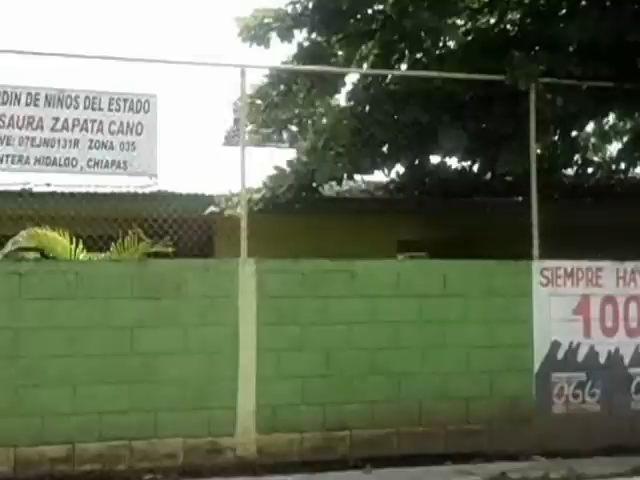 DIN DE NIÑOS DEL ESTADO
SAURA ZAPATA CANO
VE: 07EJN0131R ZONA 035
NTERA HIDALGO, CHIAPAS
SIEMPRE HA
100
066